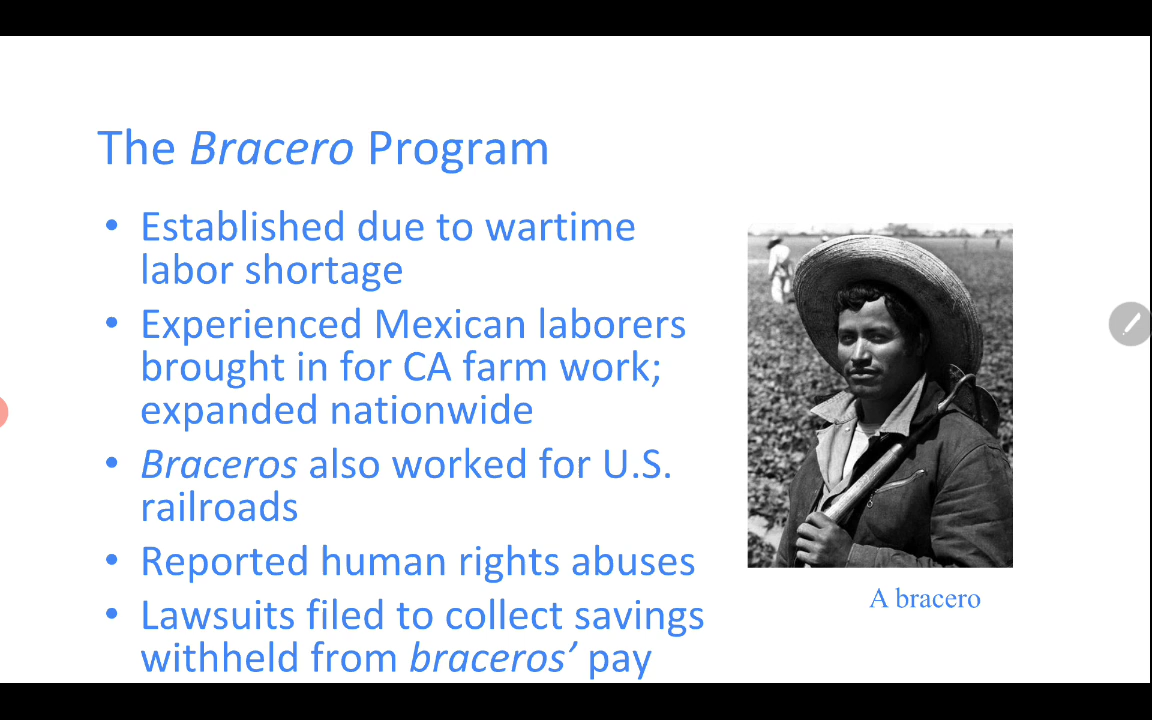 The Bracero Program
• Established due to wartime
labor shortage
• Experienced Mexican laborers
brought in for CA farm work;
expanded nationwide
• Braceros also worked for U.S.
railroads
• Reported human rights abuses
• Lawsuits filed to collect savings
withheld from braceros’ pay
A bracero